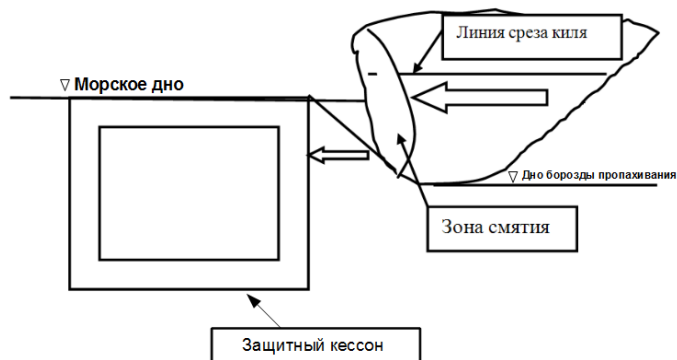 Линия среза киля
▽ Морское дно
▽ Дно борозды пропахивания
Зона смятия
Защитный кессон